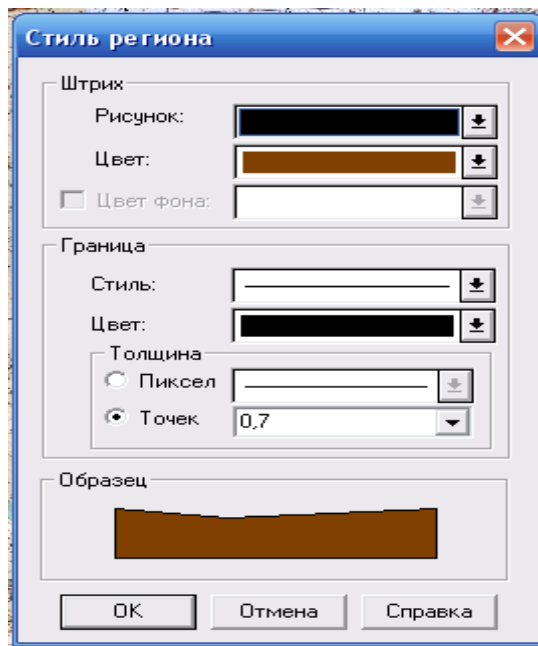 Стиль региона
Штрих
Рисунок:
Цвет:
Цвет фона:
Граница
Стиль:
Цвет:
Толщина
Пиксел
Точек 0,7
Образец
OK Отмена Справка